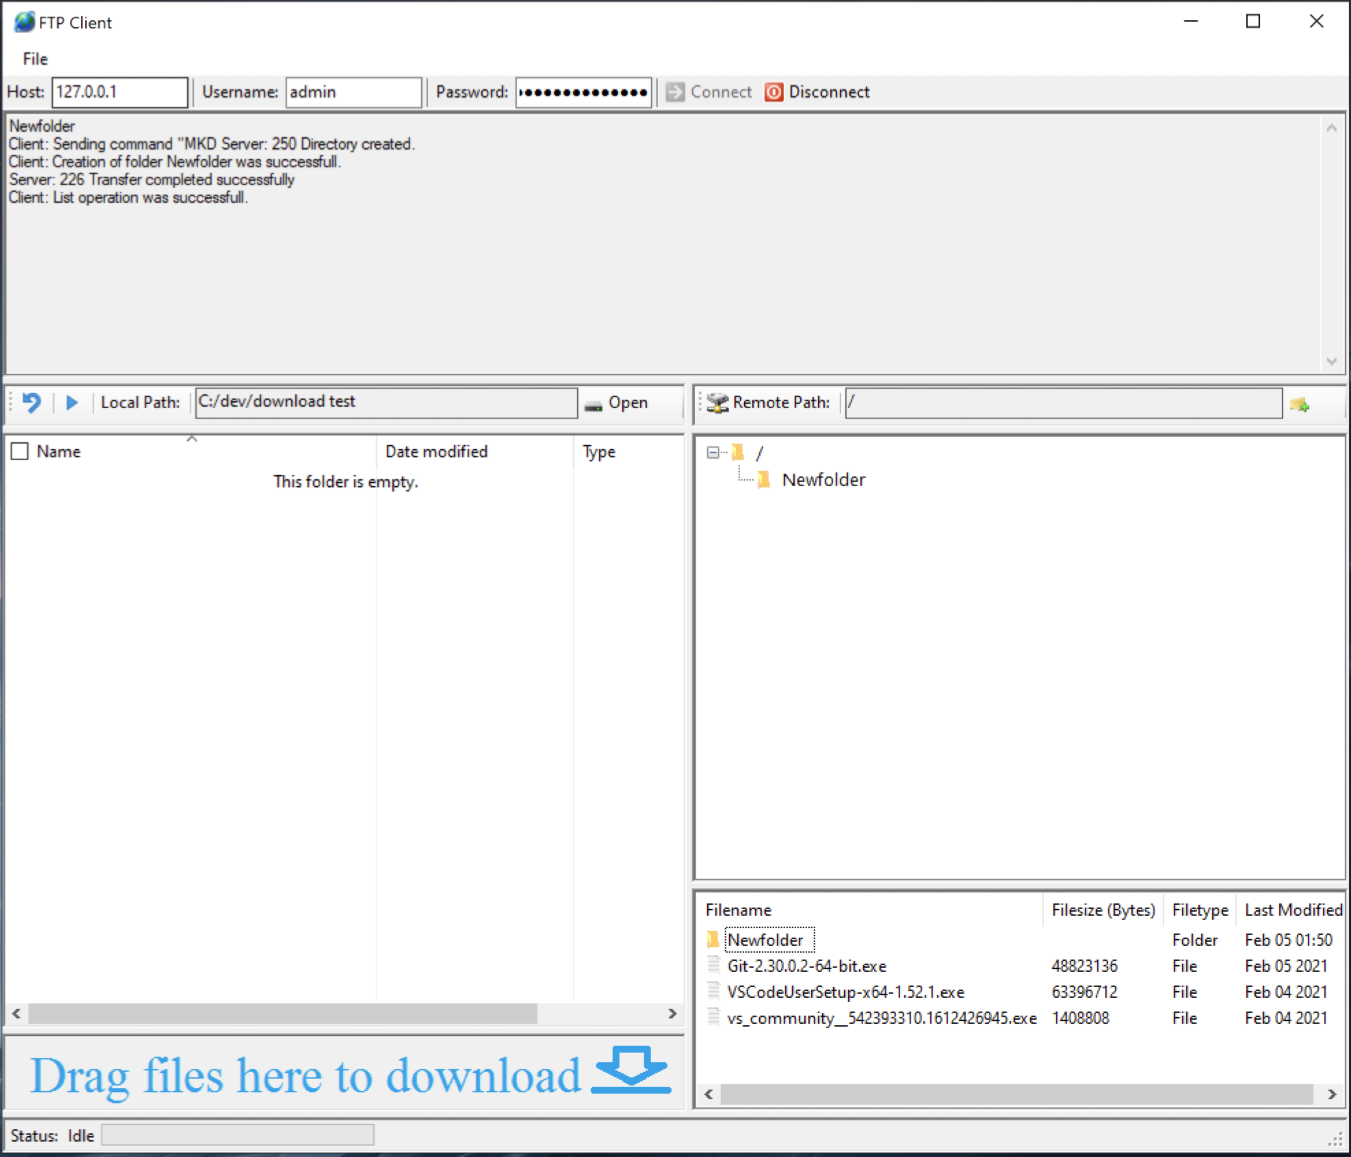 FTP Client
File
Host: 127.0.0.1 Username: admin Password: ●●●●●●●●●●●●● Connect Disconnect
Newfolder
Client: Sending command "MKD Server: 250 Directory created.
Client: Creation of folder Newfolder was successfull.
Server: 226 Transfer completed successfully
Client: List operation was successfull.
Local Path: C:/dev/download test Open
Remote Path: /
Name Date modified Type
This folder is empty.
/
Newfolder
Filename Filesize (Bytes) Filetype Last Modified
Newfolder Folder Feb 05 01:50
Git-2.30.0.2-64-bit.exe 48823136 File Feb 05 2021
VSCodeUserSetup-x64-1.52.1.exe 63396712 File Feb 04 2021
vs_community__542393310.1612426945.exe 1408808 File Feb 04 2021
Drag files here to download
Status: Idle